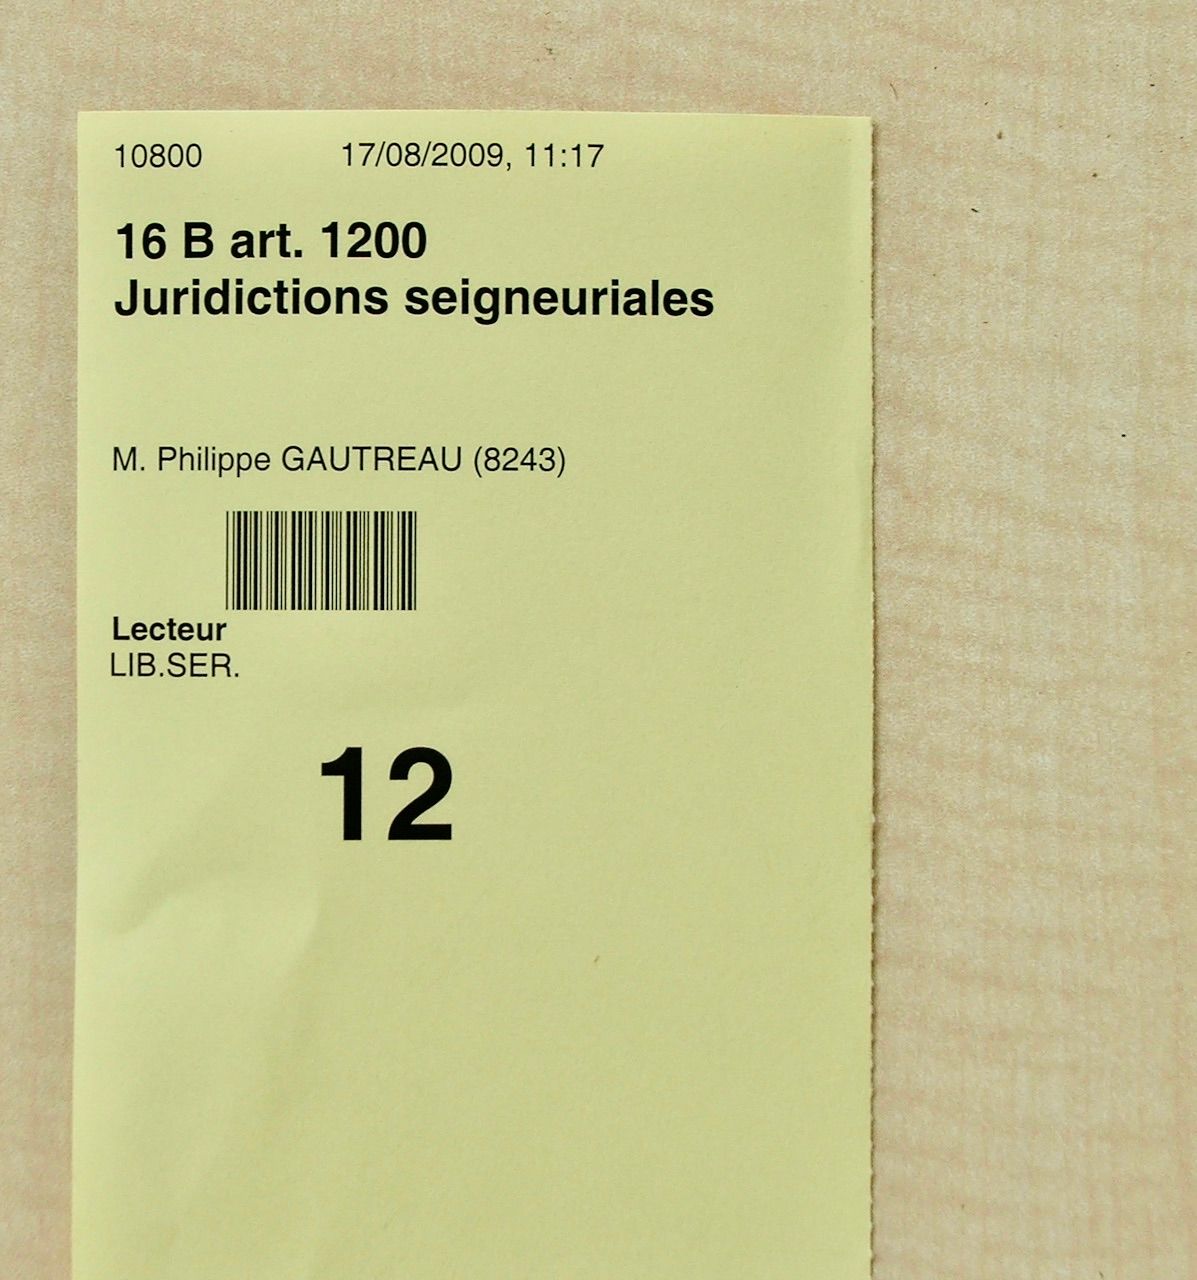 10800 17/08/2009, 11:17
16 B art. 1200
Juridictions seigneuriales
M. Philippe GAUTREAU (8243)
Lecteur
LIB.SER.
12